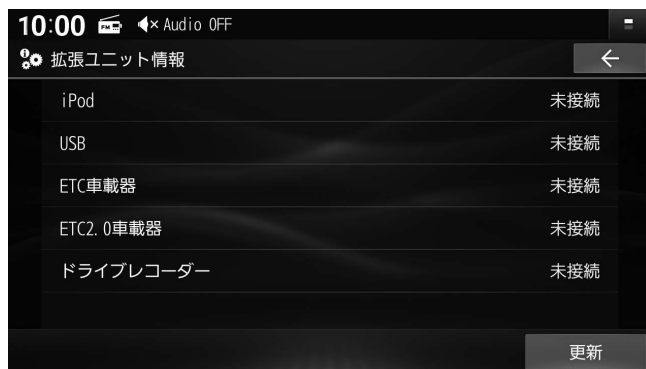 10:00 FM Audio OFF
拡張ユニット情報
iPod 未接続
USB 未接続
ETC車載器 未接続
ETC2.0車載器 未接続
ドライブレコーダー 未接続
更新